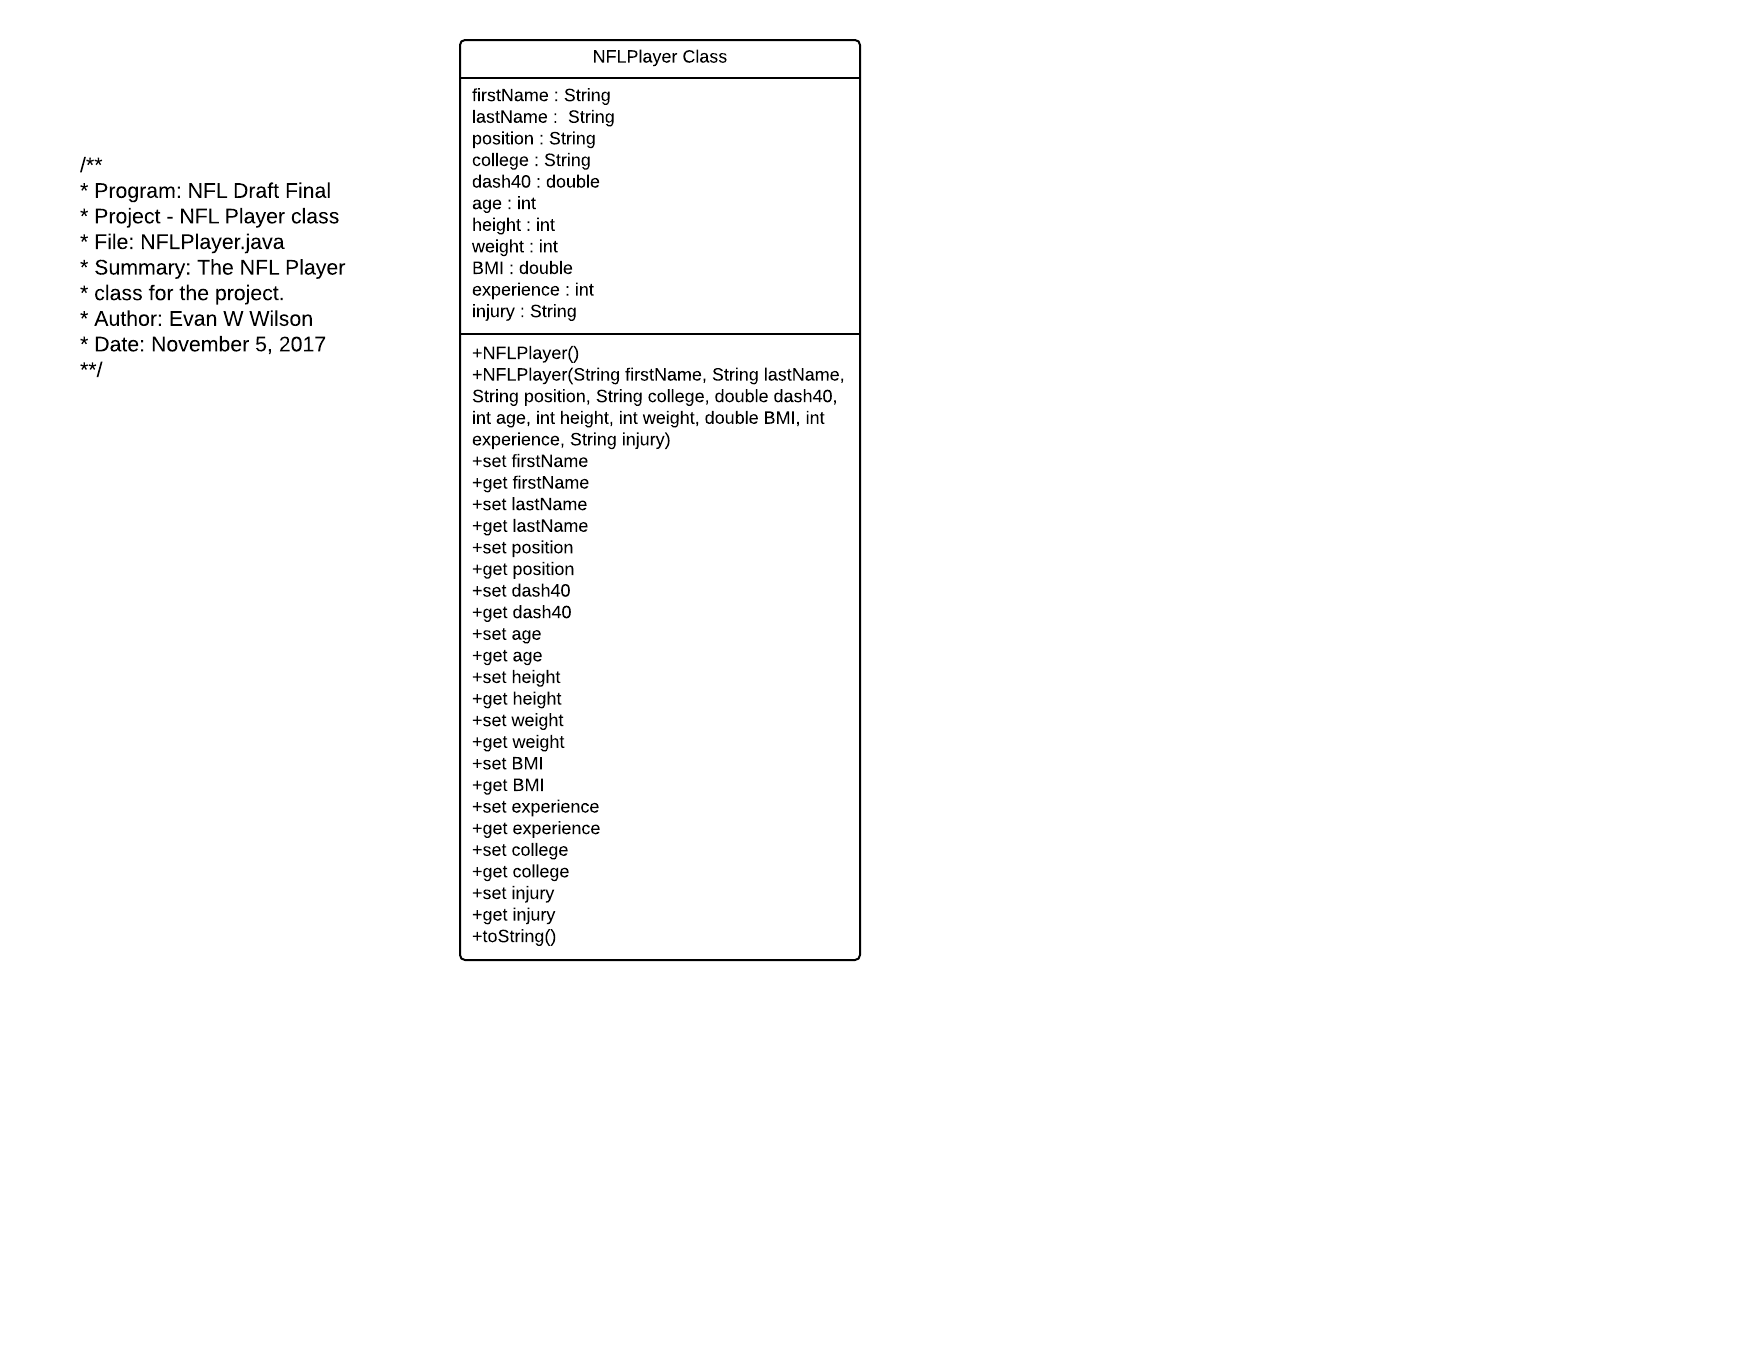 /**
* Program: NFL Draft Final
* Project - NFL Player class
* File: NFLPlayer.java
* Summary: The NFL Player
* class for the project.
* Author: Evan W Wilson
* Date: November 5, 2017
**/
NFLPlayer Class
firstName : String
lastName :  String
position : String
college : String
dash40 : double
age : int
height : int
weight : int
BMI : double
experience : int
injury : String
+NFLPlayer()
+NFLPlayer(String firstName, String lastName,
String position, String college, double dash40,
int age, int height, int weight, double BMI, int
experience, String injury)
+set firstName
+get firstName
+set lastName
+get lastName
+set position
+get position
+set dash40
+get dash40
+set age
+get age
+set height
+get height
+set weight
+get weight
+set BMI
+get BMI
+set experience
+get experience
+set college
+get college
+set injury
+get injury
+toString()